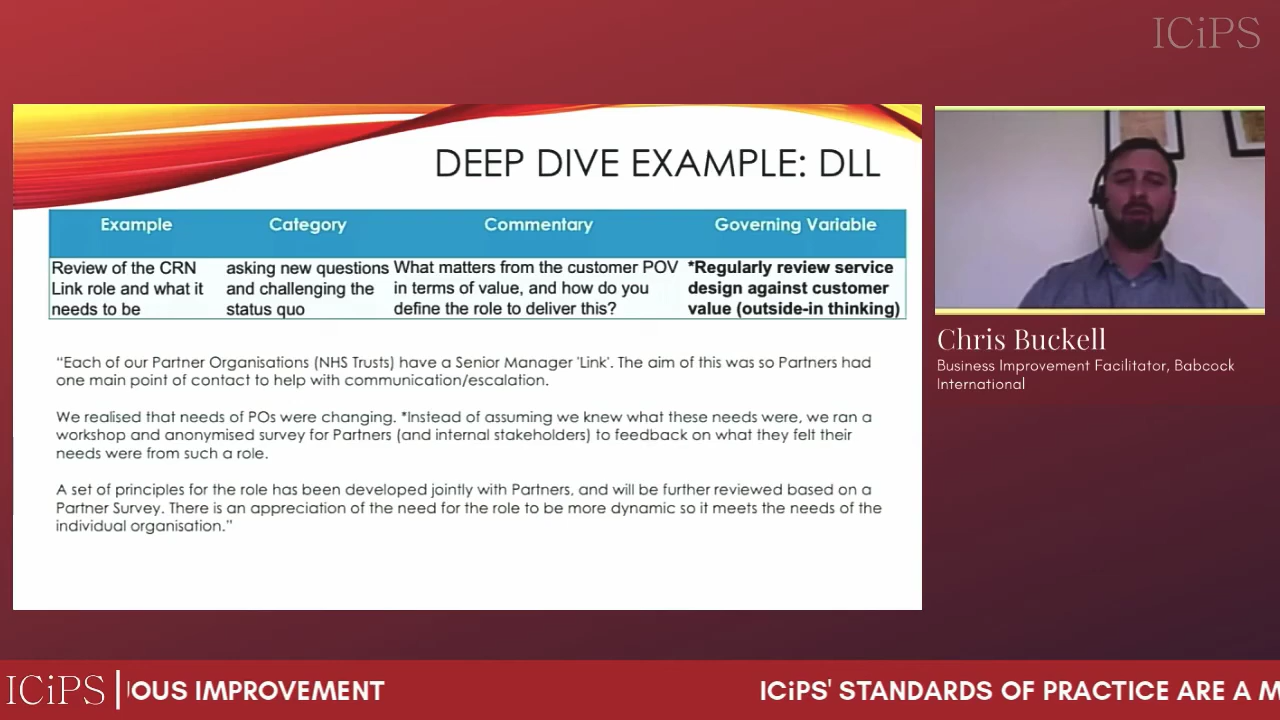 ICiPS
DEEP DIVE EXAMPLE: DLL
Example Category Commentary Governing Variable
Review of the CRN Link role and what it needs to be
asking new questions and challenging the status quo
What matters from the customer POV in terms of value, and how do you define the role to deliver this?
*Regularly review service design against customer value (outside-in thinking)
“Each of our Partner Organisations (NHS Trusts) have a Senior Manager 'Link'. The aim of this was so Partners had
one main point of contact to help with communication/escalation.
We realised that needs of POs were changing. *Instead of assuming we knew what these needs were, we ran a
workshop and anonymised survey for Partners (and internal stakeholders) to feedback on what they felt their
needs were from such a role.
A set of principles for the role has been developed jointly with Partners, and will be further reviewed based on a
Partner Survey. There is an appreciation of the need for the role to be more dynamic so it meets the needs of the
individual organisation.”
Chris Buckell
Business Improvement Facilitator, Babcock
International
ICiPS OUS IMPROVEMENT ICiPS' STANDARDS OF PRACTICE ARE A M